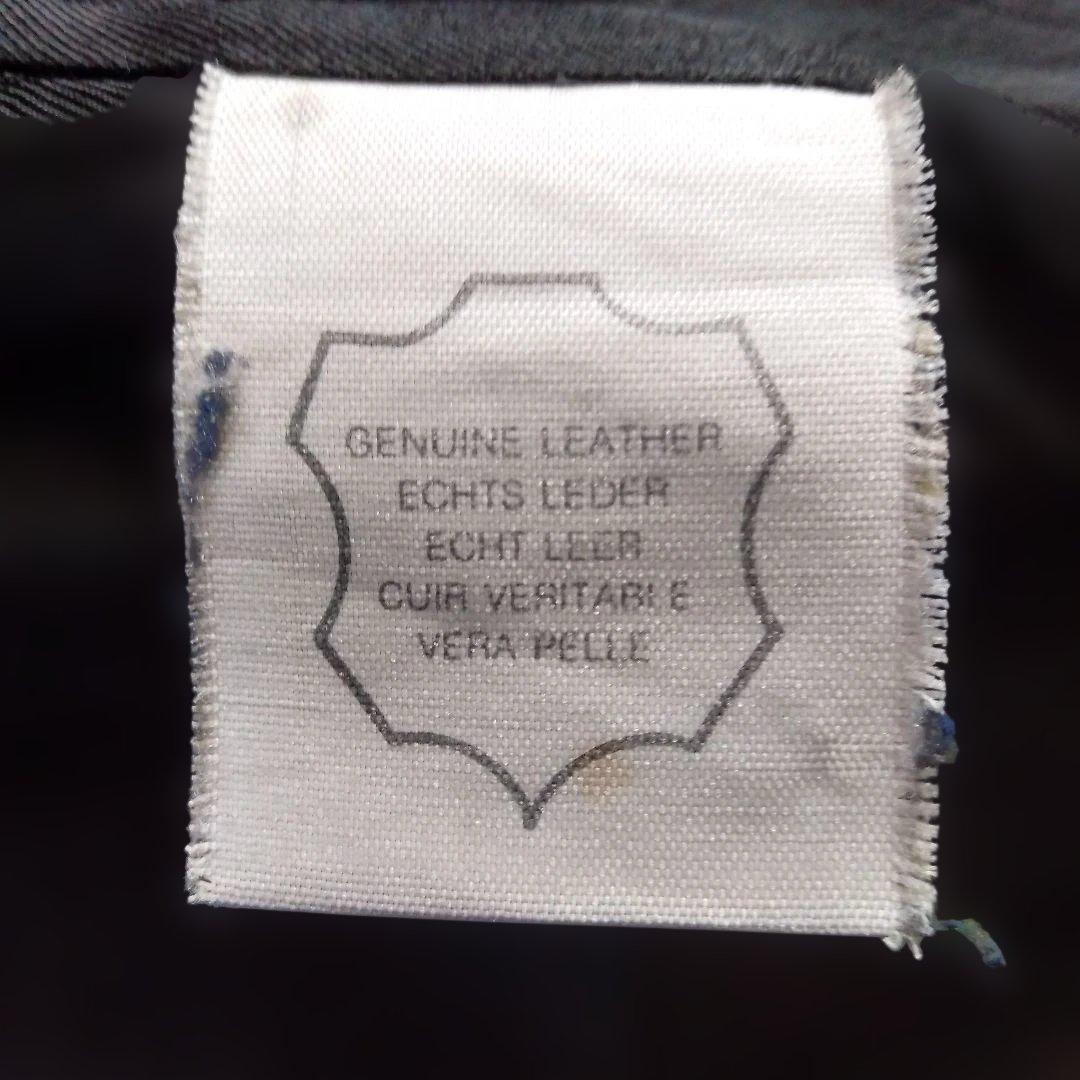 GENUINE LEATHER
ECHTS LEDER
ECHT LEER
CUIR VERITABLE
VERA PELLE